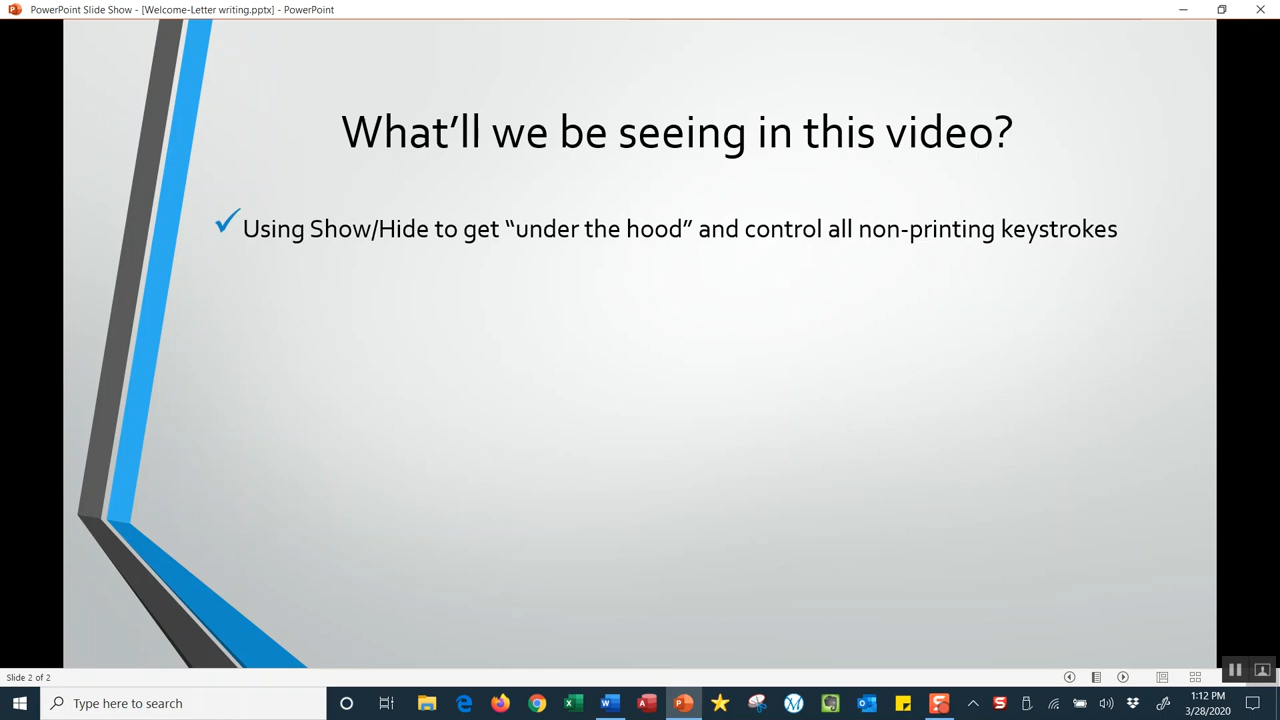 PowerPoint Slide Show - [Welcome-Letter writing.pptx] - PowerPoint
What'll we be seeing in this video?
Using Show/Hide to get “under the hood” and control all non-printing keystrokes
Slide 2 of 2
Type here to search
1:12 PM
3/28/2020